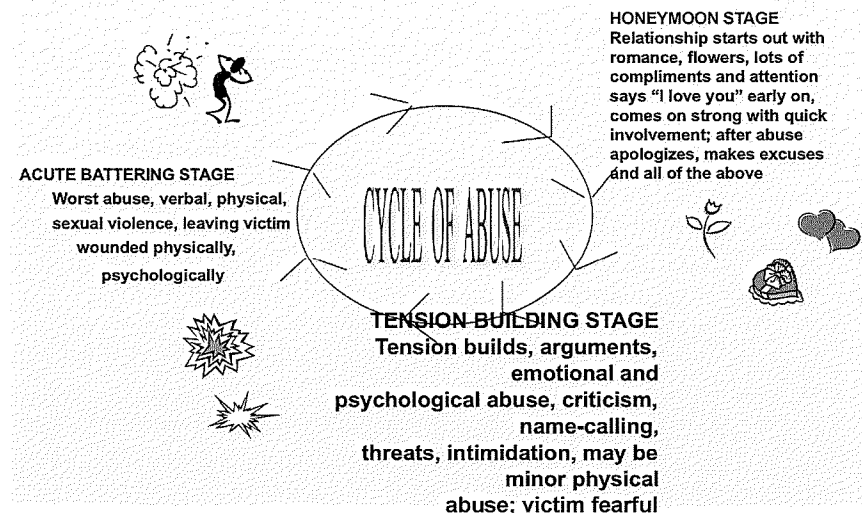 HONEYMOON STAGE
Relationship starts out with
romance, flowers, lots of
compliments and attention
says “I love you” early on,
comes on strong with quick
involvement; after abuse
apologizes, makes excuses
and all of the above
ACUTE BATTERING STAGE
Worst abuse, verbal, physical,
sexual violence, leaving victim
wounded physically,
psychologically
CYCLE OF ABUSE
TENSION BUILDING STAGE
Tension builds, arguments,
emotional and
psychological abuse, criticism,
name-calling,
threats, intimidation, may be
minor physical
abuse; victim fearful